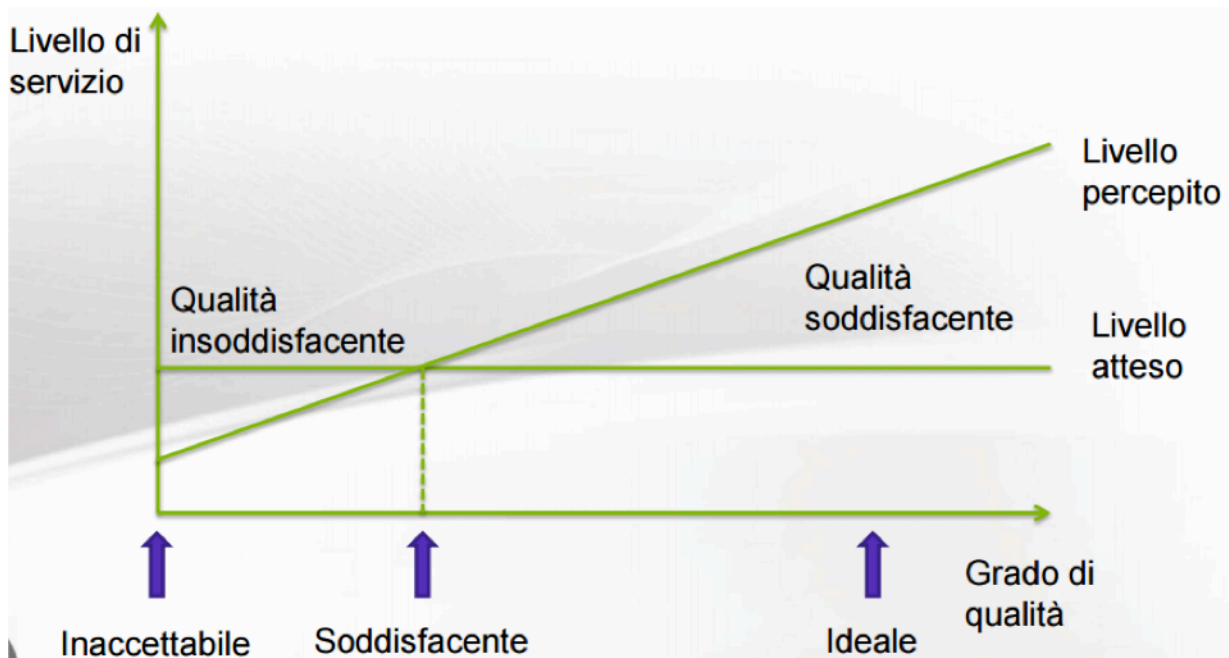 Livello di
servizio
Livello
percepito
Qualità
insoddisfacente
Qualità
soddisfacente
Livello
atteso
Grado di
qualità
Inaccettabile
Soddisfacente
Ideale